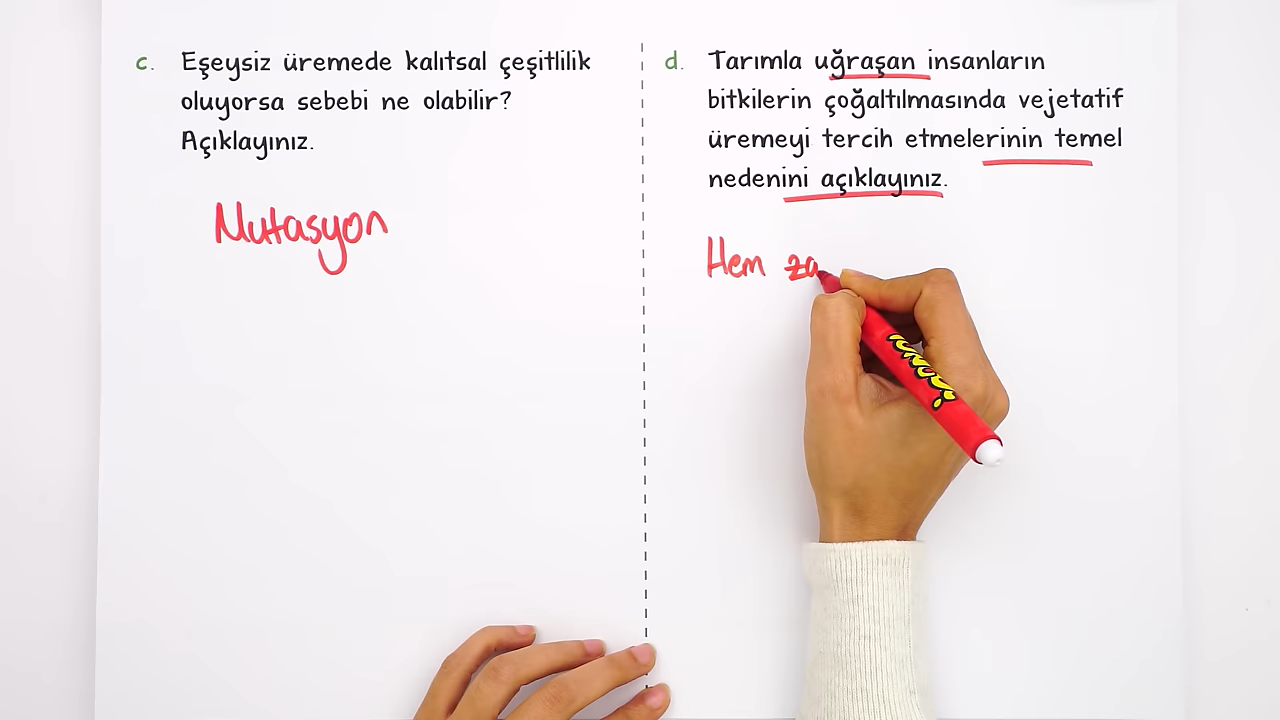 c. Eşeysiz üremede kalıtsal çeşitlilik
oluyorsa sebebi ne olabilir?
Açıklayınız.
Mutasyon
d. Tarımla uğraşan insanların
bitkilerin çoğaltılmasında vejetatif
üremeyi tercih etmelerinin temel
nedenini açıklayınız.
Hem za